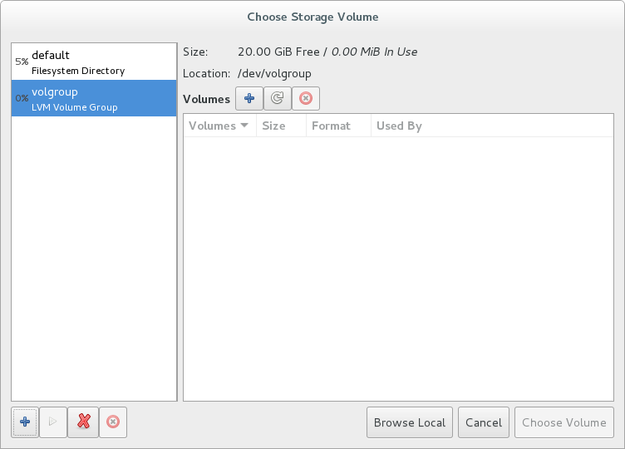 Choose Storage Volume
5% default
Filesystem Directory
0% volgroup
LVM Volume Group
Size: 20.00 GiB Free / 0.00 MiB In Use
Location: /dev/volgroup
Volumes
Volumes Size Format Used By
Browse Local Cancel Choose Volume